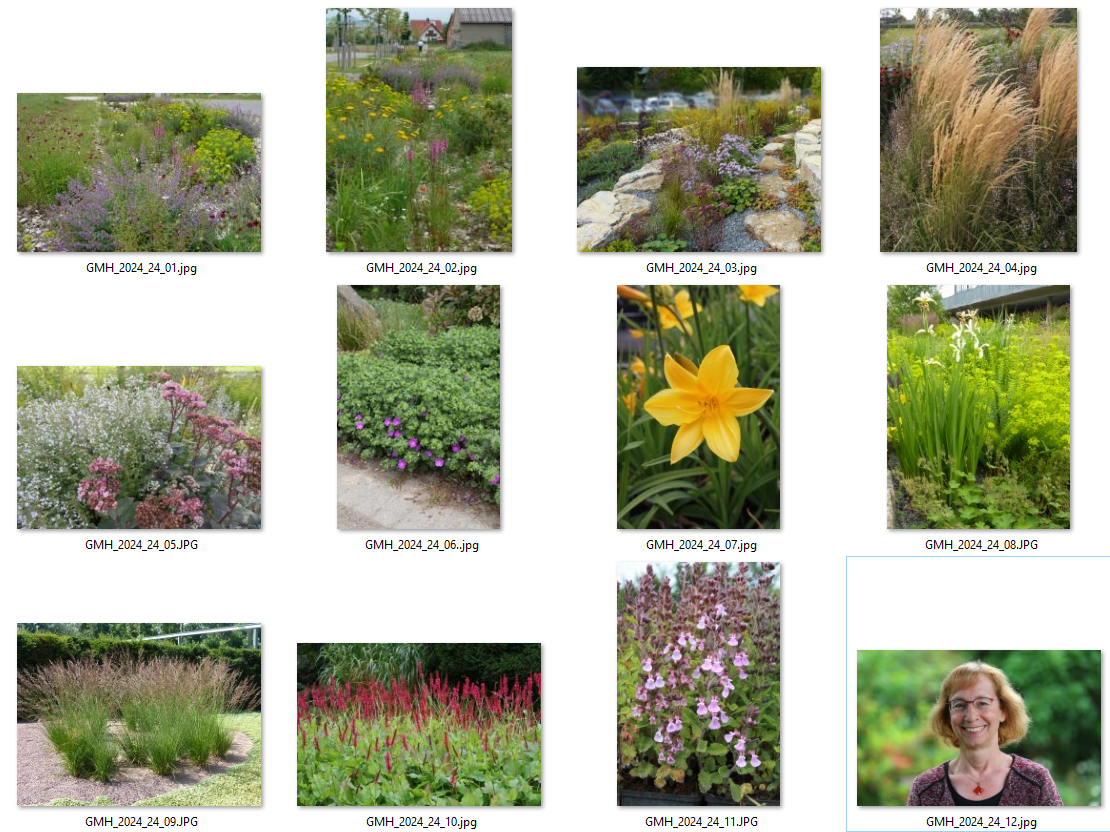 GMH_2024_24_01.jpg
GMH_2024_24_02.jpg
GMH_2024_24_03.jpg
GMH_2024_24_04.jpg
GMH_2024_24_05.JPG
GMH_2024_24_06..jpg
GMH_2024_24_07.jpg
GMH_2024_24_08.JPG
GMH_2024_24_09.JPG
GMH_2024_24_10.jpg
GMH_2024_24_11.JPG
GMH_2024_24_12.jpg